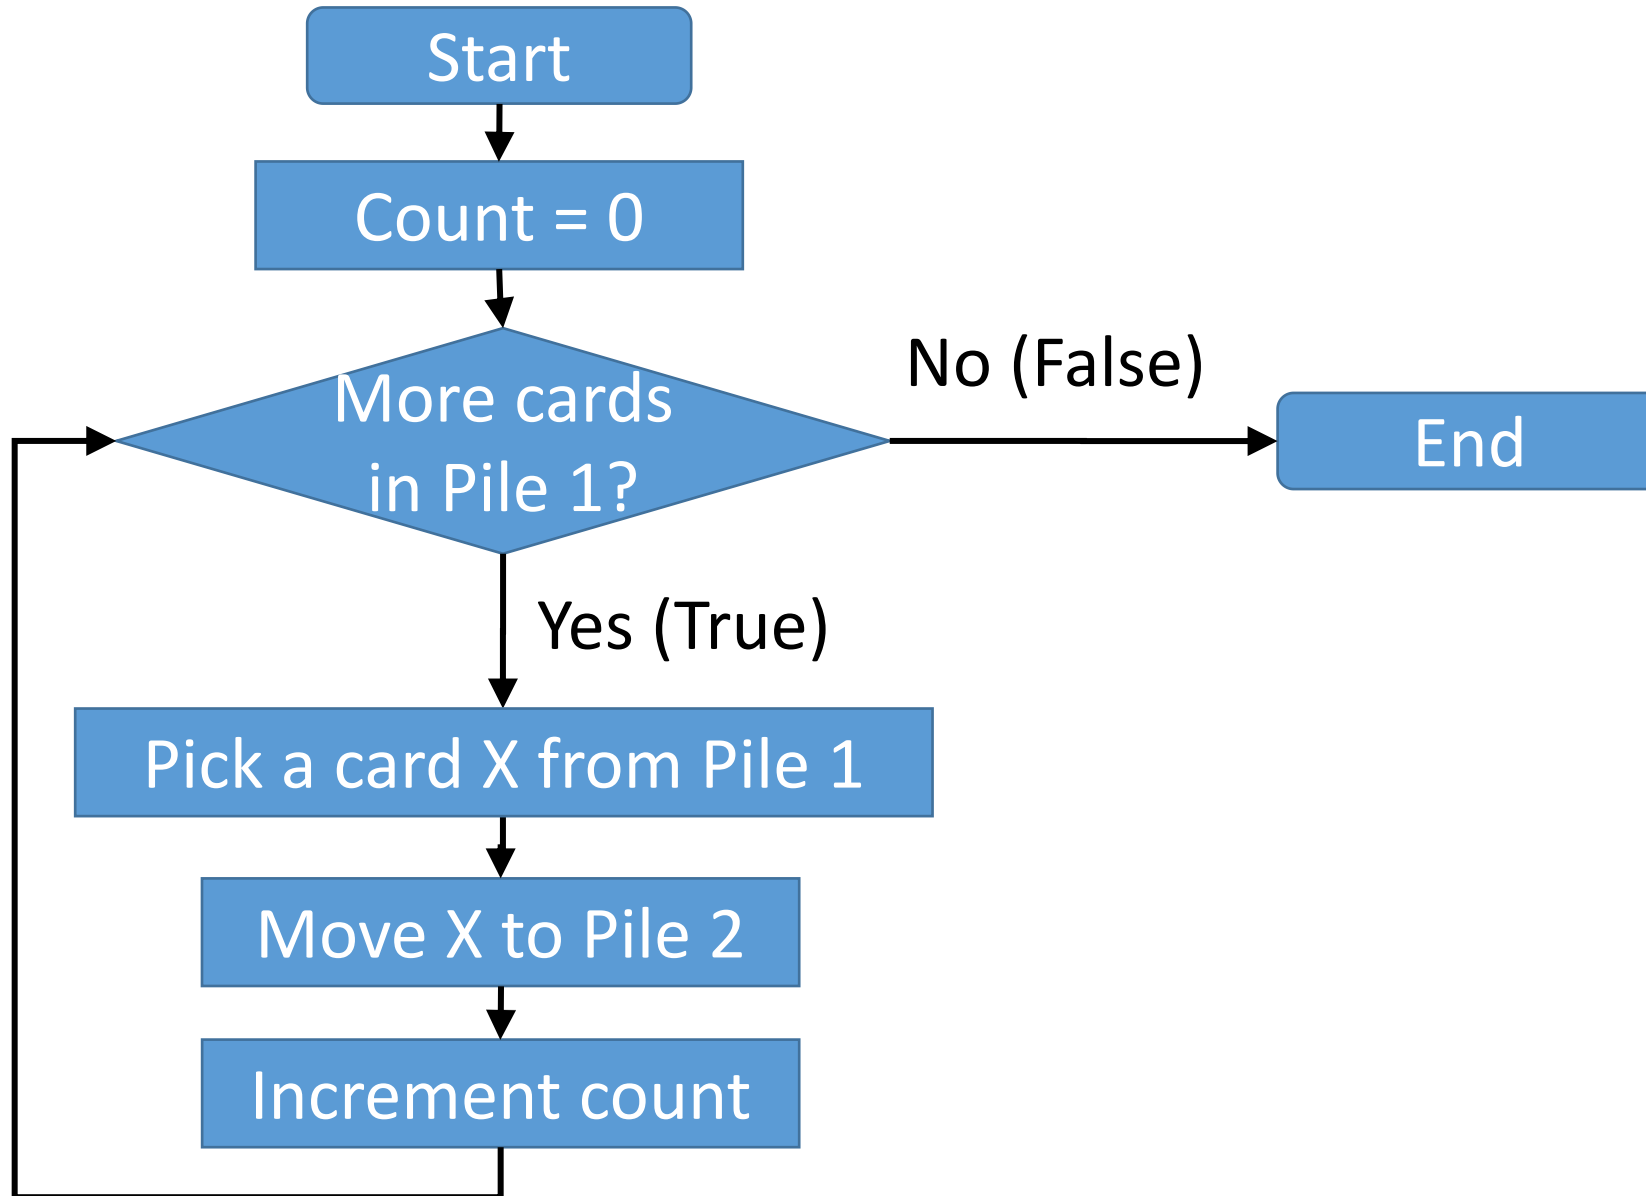 Start
Count = 0
More cards
in Pile 1?
No (False)
End
Yes (True)
Pick a card X from Pile 1
Move X to Pile 2
Increment count